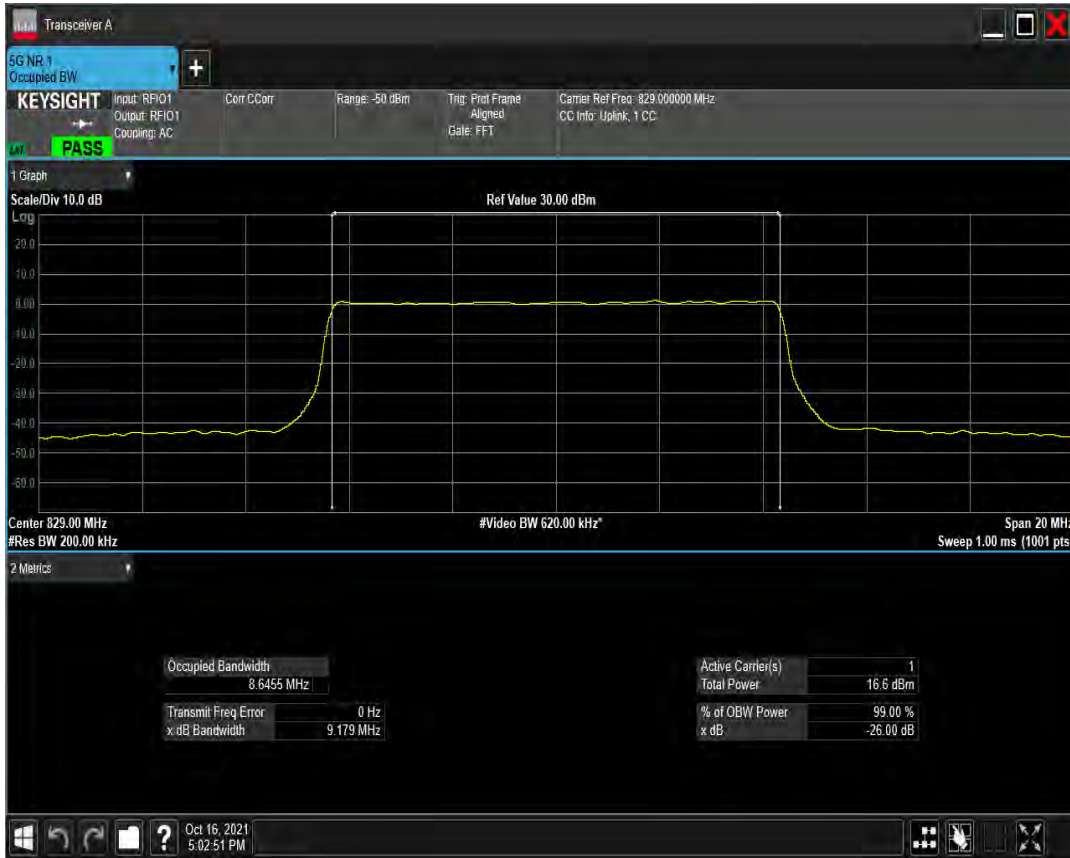 Transceiver A
5G NR 1
Occupied BW
+
KEYSIGHT
Input: RFIO1
Output: RFIO1
Coupling: AC
Corr CCorr
Range: -50 dBm
Trig: Prot Frame
Aligned
Gate: FFT
Carrier Ref Freq: 829.000000 MHz
CC Info: Uplink, 1 CC
PASS
1 Graph
Scale/Div 10.0 dB
Ref Value 30.00 dBm
Log
20.0
10.0
0.00
-10.0
-20.0
-30.0
-40.0
-50.0
-60.0
Center 829.00 MHz
#Video BW 620.00 kHz*
Span 20 MHz
#Res BW 200.00 kHz
Sweep 1.00 ms (1001 pts
2 Metrics
Occupied Bandwidth
8.6455 MHz
Transmit Freq Error 0 Hz
x dB Bandwidth 9.179 MHz
Active Carrier(s) 1
Total Power 16.6 dBm
% of OBW Power 99.00 %
x dB -26.00 dB
?
Oct 16, 2021
5:02:51 PM